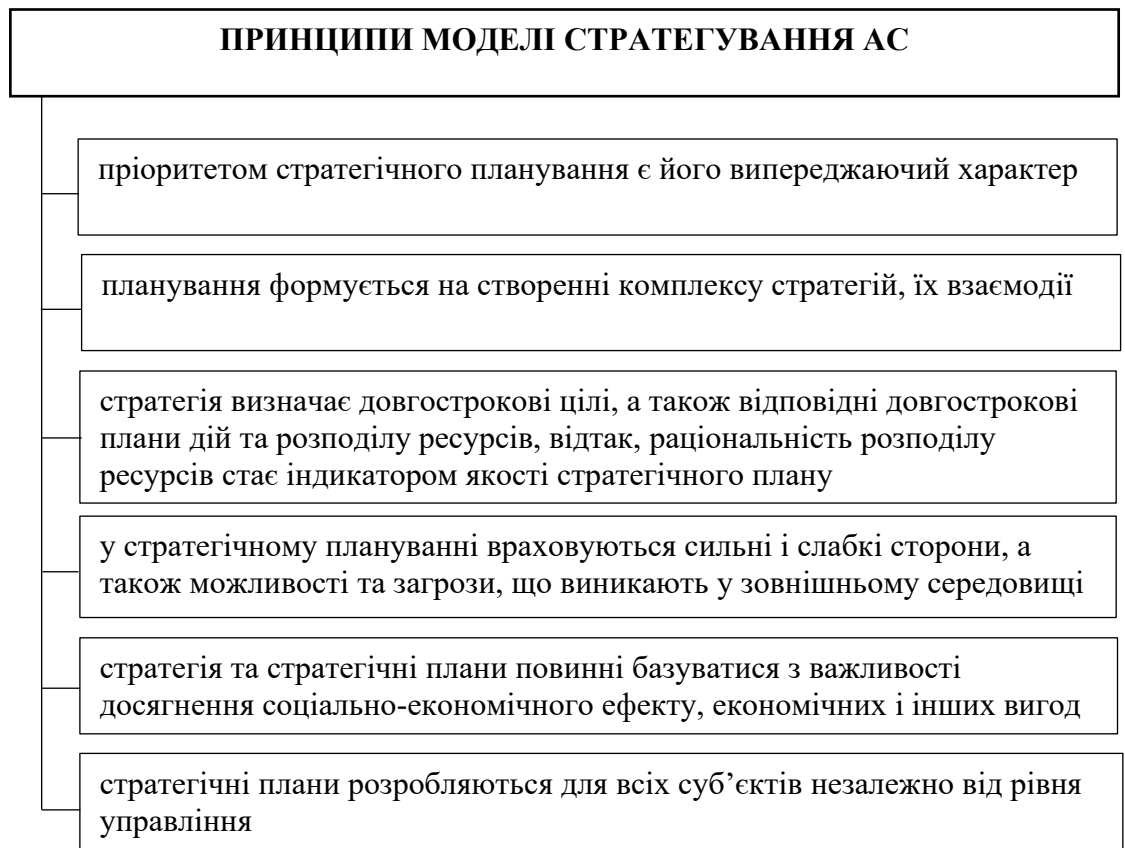 ПРИНЦИПИ МОДЕЛІ СТРАТЕГУВАННЯ АС
пріоритетом стратегічного планування є його випереджаючий характер
планування формується на створенні комплексу стратегій, їх взаємодії
стратегія визначає довгострокові цілі, а також відповідні довгострокові
плани дій та розподілу ресурсів, відтак, раціональність розподілу
ресурсів стає індикатором якості стратегічного плану
у стратегічному плануванні враховуються сильні і слабкі сторони, а
також можливості та загрози, що виникають у зовнішньому середовищі
стратегія та стратегічні плани повинні базуватися з важливості
досягнення соціально-економічного ефекту, економічних і інших вигод
стратегічні плани розробляються для всіх суб’єктів незалежно від рівня
управління